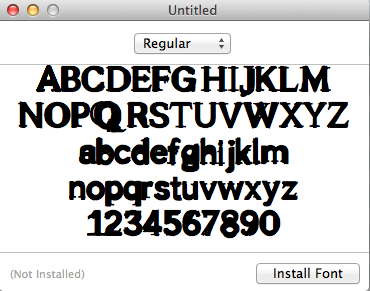 Untitled
Regular
ABCDEFGHIJKLM
NOPQRSTUVWXYZ
abcdefghijklm
nopqrstuvwxyz
1234567890
(Not Installed)
Install Font